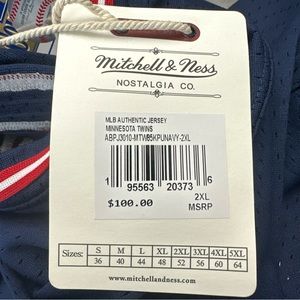 Mitchell & Ness
NOSTALGIA CO.
MLB AUTHENTIC JERSEY
MINNESOTA TWINS
ABPJ3010-MTW85KPUNAVY-2XL
1 95563 20373 6
2XL
$100.00 MSRP
Sizes: S M L XL 2XL 3XL 4XL 5XL
36 40 44 48 52 56 60 64
www.mitchellandness.com